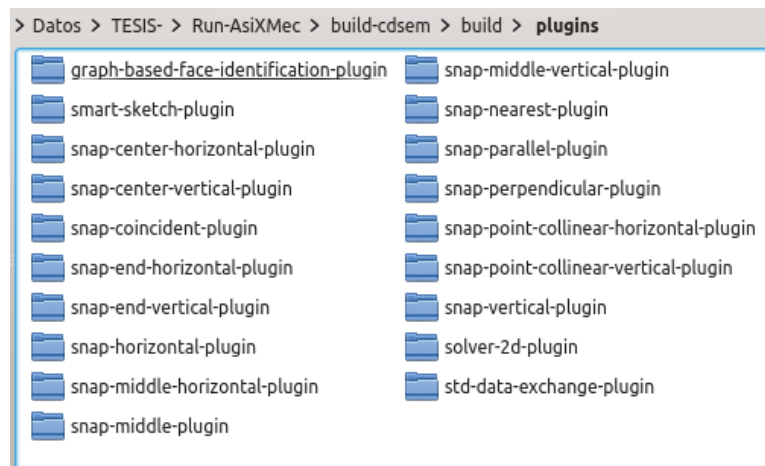 > Datos > TESIS- > Run-AsiXMec > build-cdsem > build > plugins
graph-based-face-identification-plugin
smart-sketch-plugin
snap-center-horizontal-plugin
snap-center-vertical-plugin
snap-coincident-plugin
snap-end-horizontal-plugin
snap-end-vertical-plugin
snap-horizontal-plugin
snap-middle-horizontal-plugin
snap-middle-plugin
snap-middle-vertical-plugin
snap-nearest-plugin
snap-parallel-plugin
snap-perpendicular-plugin
snap-point-collinear-horizontal-plugin
snap-point-collinear-vertical-plugin
snap-vertical-plugin
solver-2d-plugin
std-data-exchange-plugin